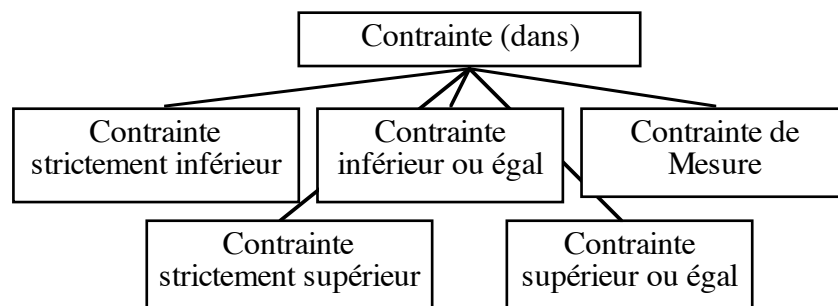 Contrainte (dans)
Contrainte
strictement inférieur
Contrainte
inférieur ou égal
Contrainte de
Mesure
Contrainte
strictement supérieur
Contrainte
supérieur ou égal